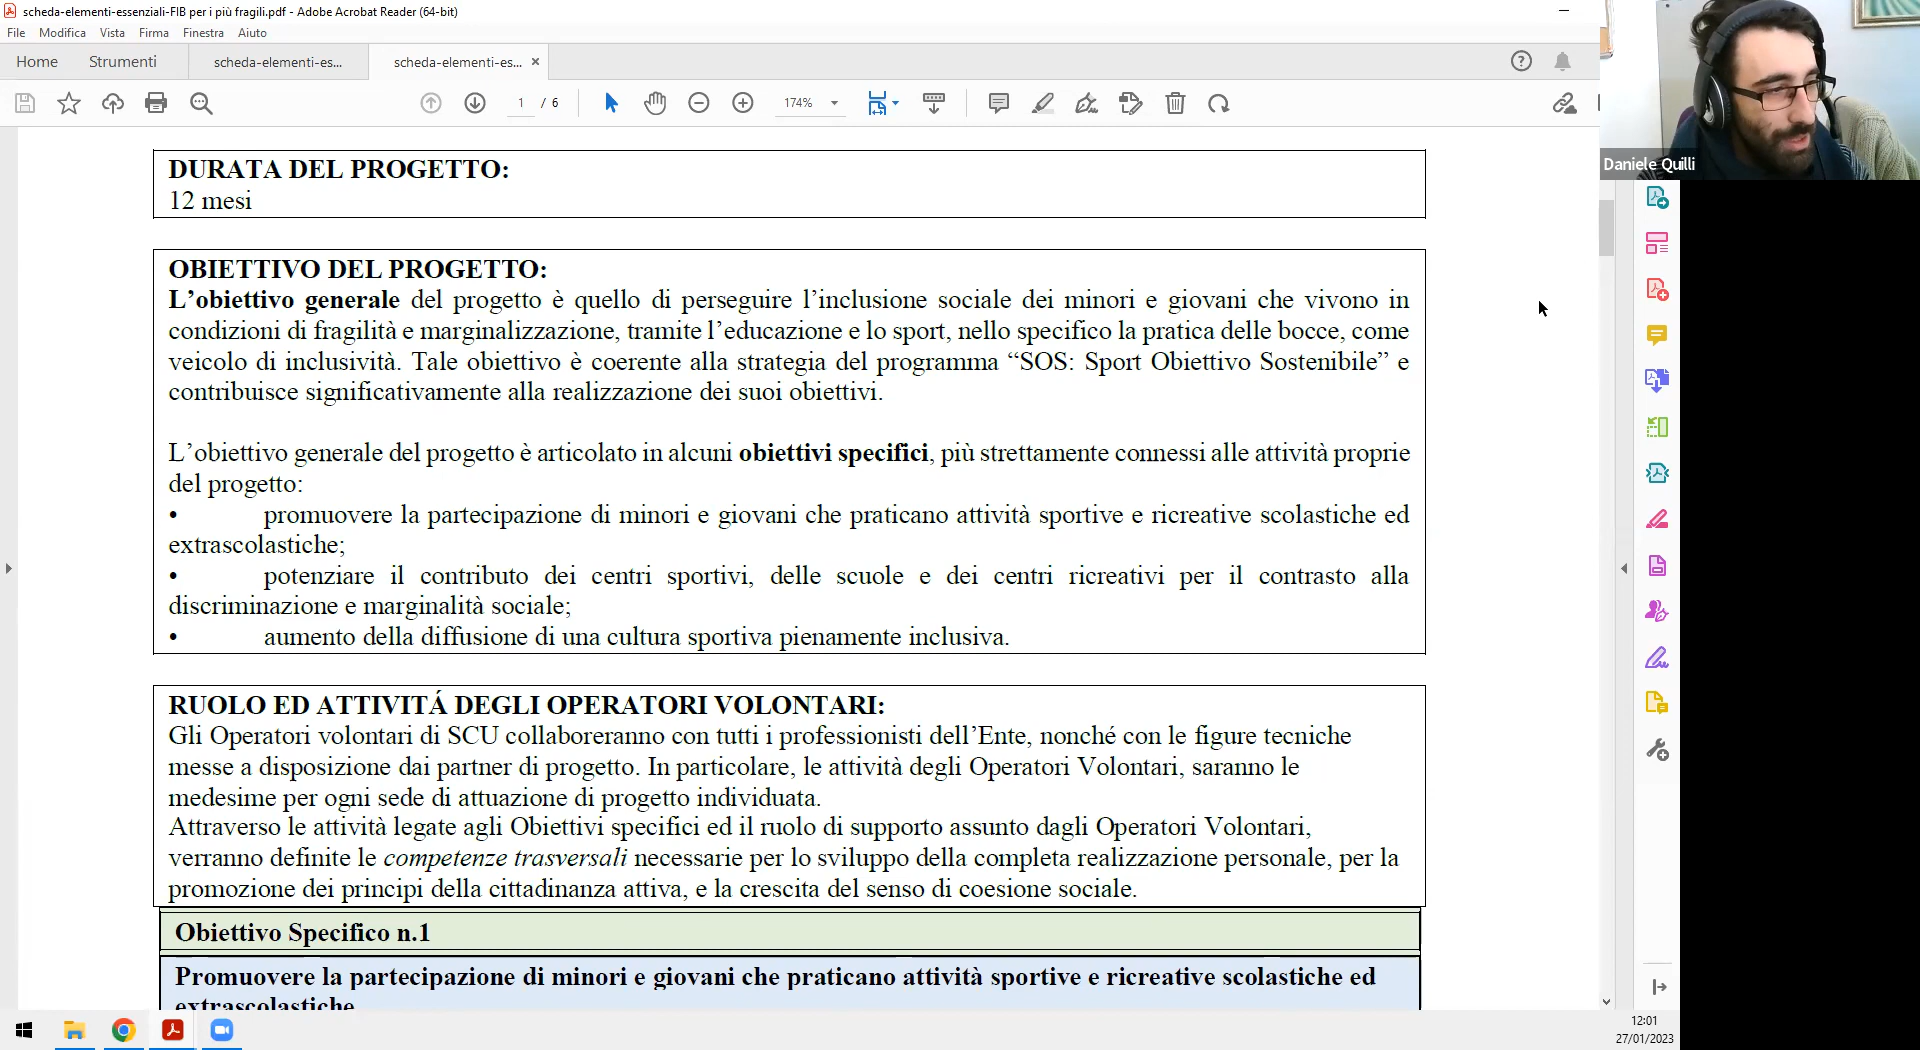 scheda-elementi-essenziali-FIB per i più fragili.pdf - Adobe Acrobat Reader (64-bit)
File Modifica Vista Firma Finestra Aiuto
Home Strumenti scheda-elementi-es... scheda-elementi-es...
1 / 6 174%
Daniele Quilli
DURATA DEL PROGETTO:
12 mesi
OBIETTIVO DEL PROGETTO:
L’obiettivo generale del progetto è quello di perseguire l’inclusione sociale dei minori e giovani che vivono in
condizioni di fragilità e marginalizzazione, tramite l’educazione e lo sport, nello specifico la pratica delle bocce, come
veicolo di inclusività. Tale obiettivo è coerente alla strategia del programma “SOS: Sport Obiettivo Sostenibile” e
contribuisce significativamente alla realizzazione dei suoi obiettivi.
L’obiettivo generale del progetto è articolato in alcuni obiettivi specifici, più strettamente connessi alle attività proprie
del progetto:
• promuovere la partecipazione di minori e giovani che praticano attività sportive e ricreative scolastiche ed
extrascolastiche;
• potenziare il contributo dei centri sportivi, delle scuole e dei centri ricreativi per il contrasto alla
discriminazione e marginalità sociale;
• aumento della diffusione di una cultura sportiva pienamente inclusiva.
RUOLO ED ATTIVITÁ DEGLI OPERATORI VOLONTARI:
Gli Operatori volontari di SCU collaboreranno con tutti i professionisti dell’Ente, nonché con le figure tecniche
messe a disposizione dai partner di progetto. In particolare, le attività degli Operatori Volontari, saranno le
medesime per ogni sede di attuazione di progetto individuata.
Attraverso le attività legate agli Obiettivi specifici ed il ruolo di supporto assunto dagli Operatori Volontari,
verranno definite le competenze trasversali necessarie per lo sviluppo della completa realizzazione personale, per la
promozione dei principi della cittadinanza attiva, e la crescita del senso di coesione sociale.
Obiettivo Specifico n.1
Promuovere la partecipazione di minori e giovani che praticano attività sportive e ricreative scolastiche ed
extrascolastiche
12:01
27/01/2023